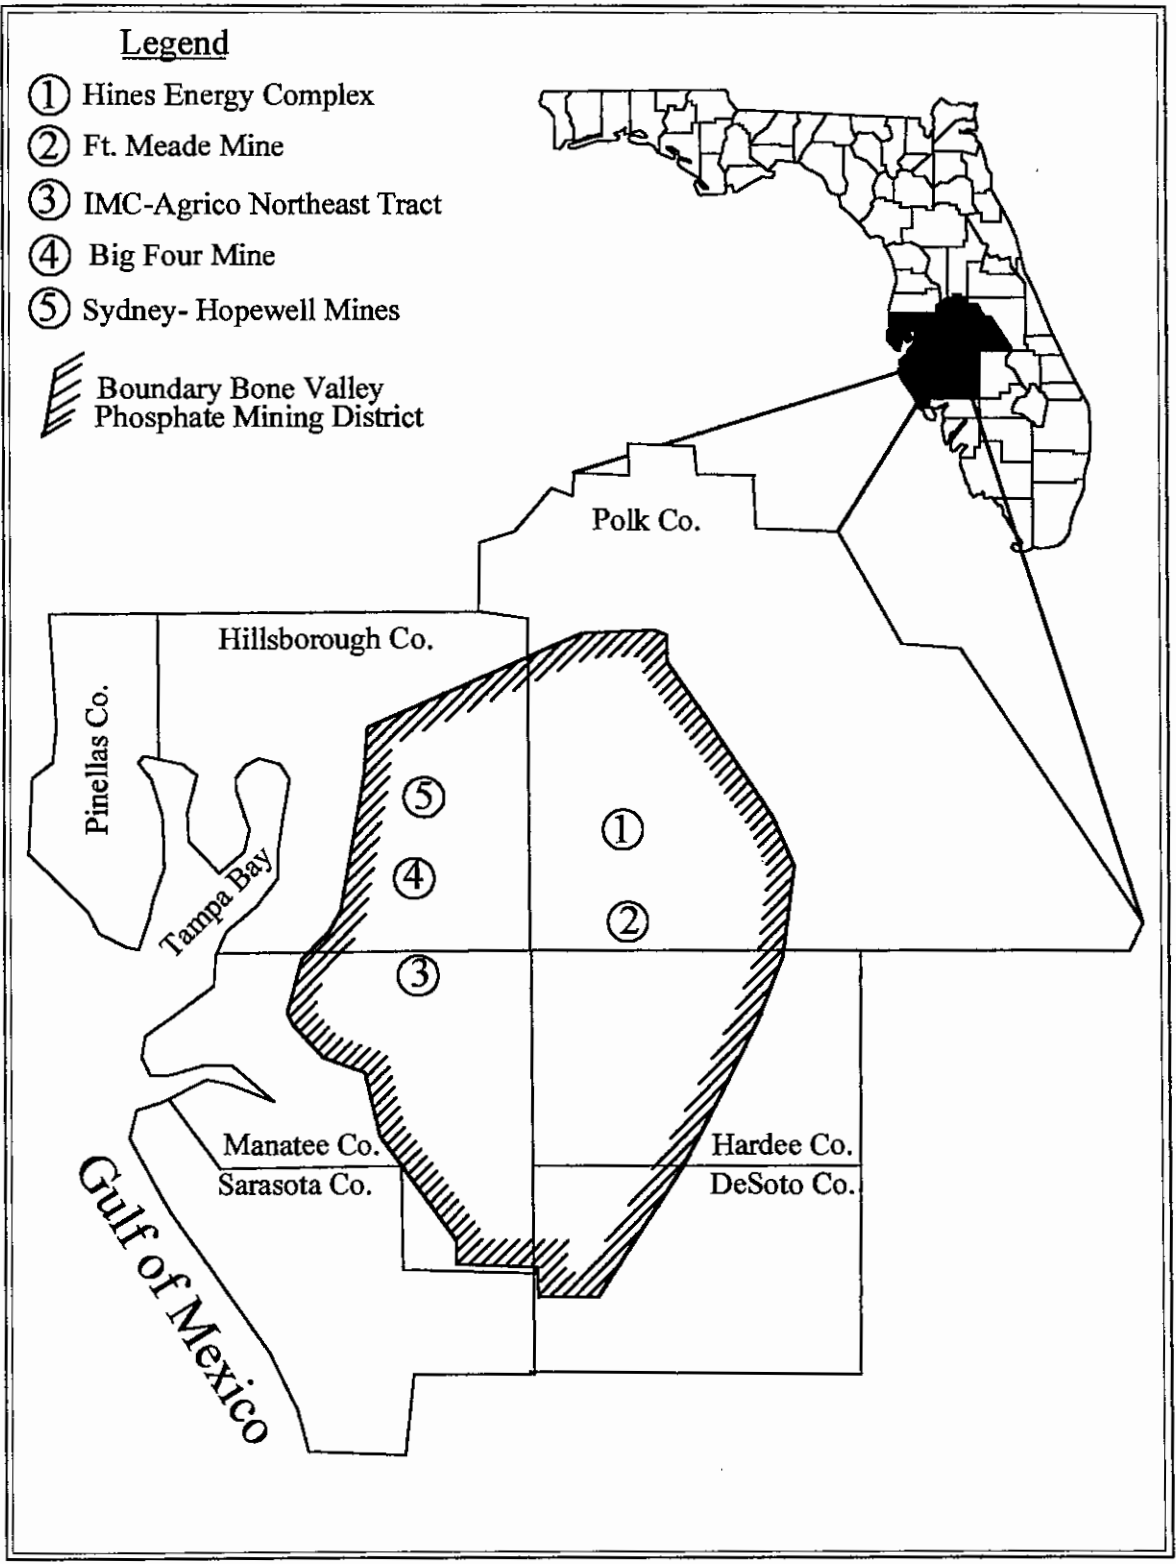 Legend
1 Hines Energy Complex
2 Ft. Meade Mine
3 IMC-Agrico Northeast Tract
4 Big Four Mine
5 Sydney- Hopewell Mines
Boundary Bone Valley
Phosphate Mining District
Polk Co.
Hillsborough Co.
Pinellas Co.
5
1
4
2
Tampa Bay
3
Manatee Co.
Hardee Co.
Sarasota Co.
DeSoto Co.
Gulf of Mexico